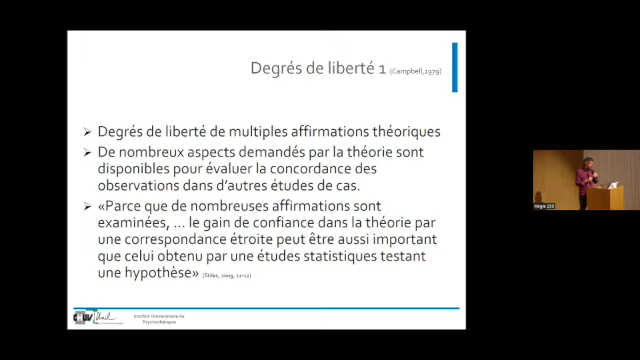 Degrés de liberté 1 (Campbell,1979)
➢ Degrés de liberté de multiples affirmations théoriques
➢ De nombreux aspects demandés par la théorie sont
disponibles pour évaluer la concordance des
observations dans d'autres études de cas.
➢ «Parce que de nombreuses affirmations sont
examinées, ... le gain de confiance dans la théorie par
une correspondance étroite peut être aussi important
que celui obtenu par une études statistiques testant
une hypothèse» (Stiles, 2009, 11-12)
Institut Universitaire de
Psychothérapie
Régie 258